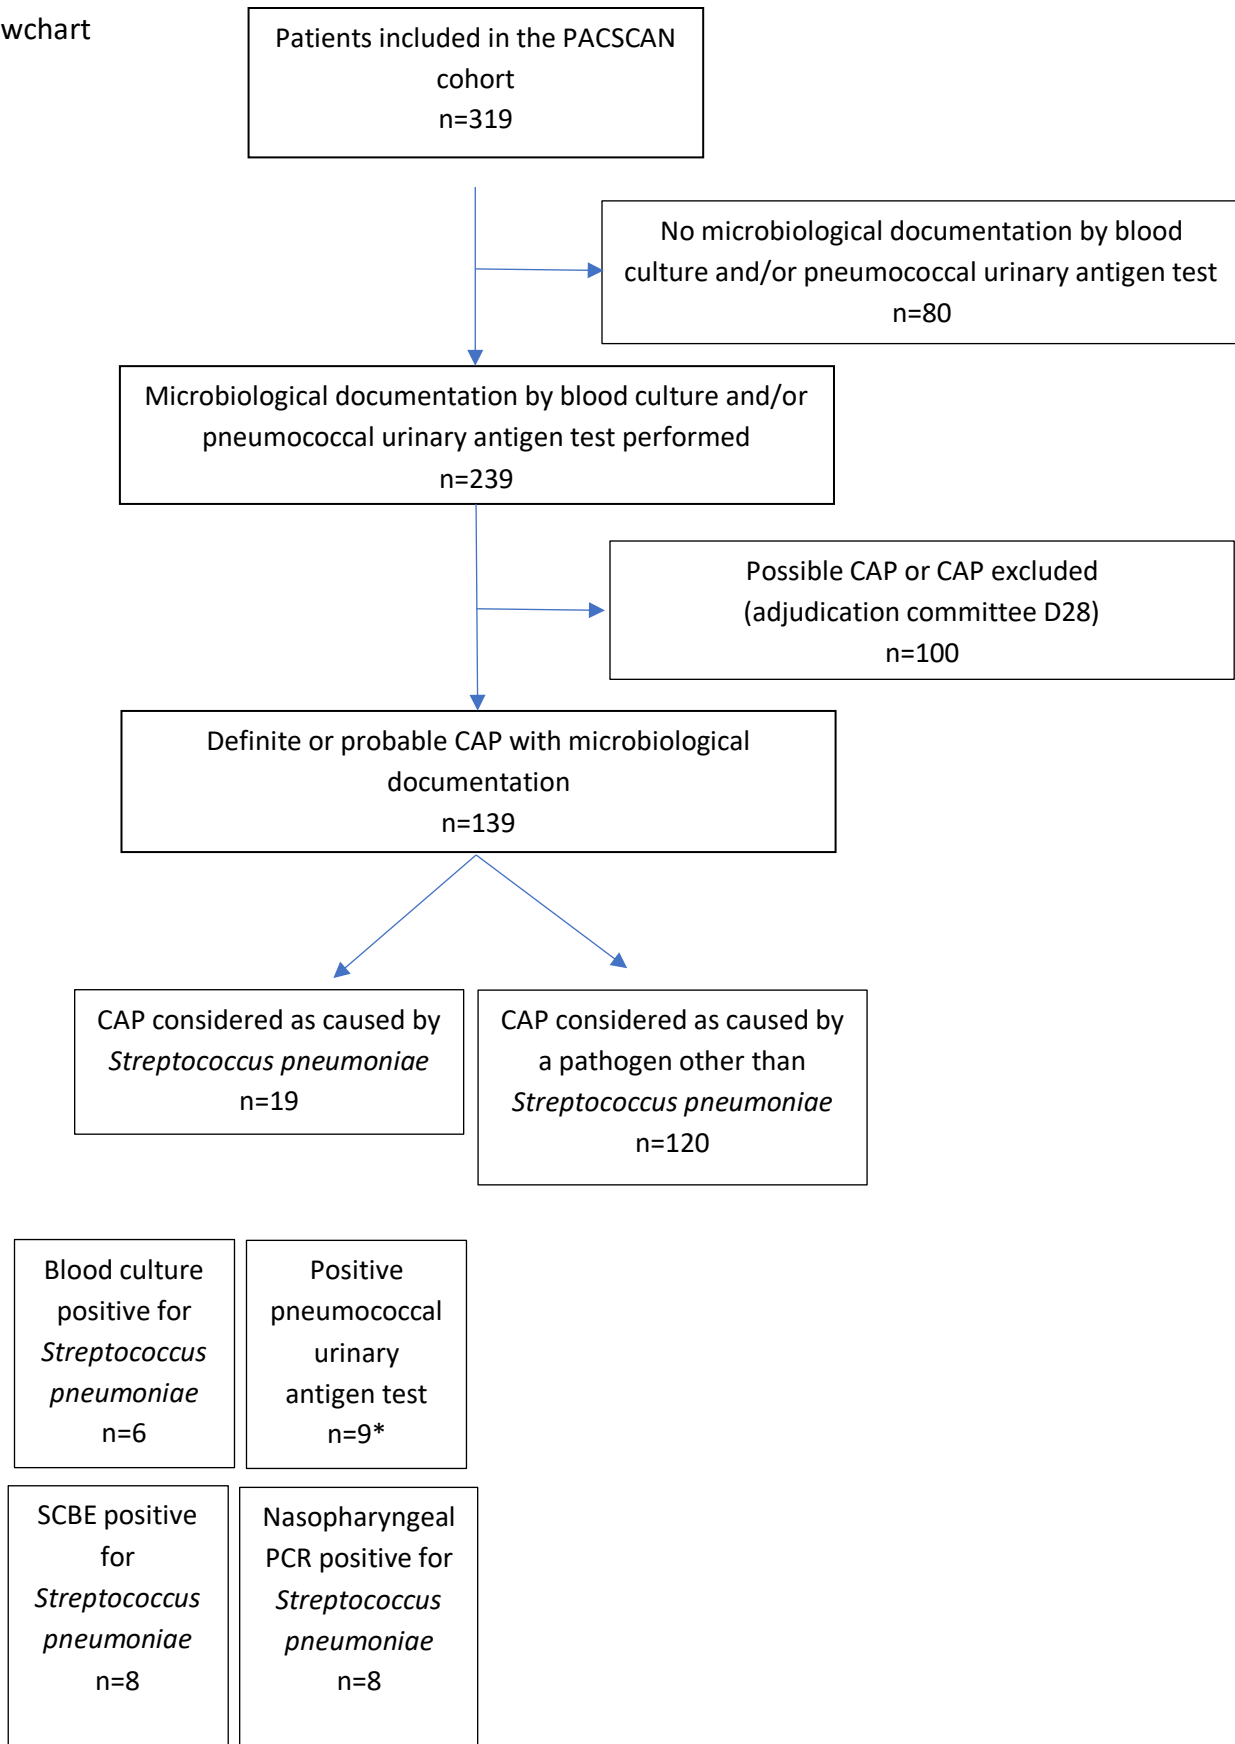 wchart
Patients included in the PACSCAN
cohort
n=319
No microbiological documentation by blood
culture and/or pneumococcal urinary antigen test
n=80
Microbiological documentation by blood culture and/or
pneumococcal urinary antigen test performed
n=239
Possible CAP or CAP excluded
(adjudication committee D28)
n=100
Definite or probable CAP with microbiological
documentation
n=139
CAP considered as caused by
Streptococcus pneumoniae
n=19
CAP considered as caused by
a pathogen other than
Streptococcus pneumoniae
n=120
Blood culture
positive for
Streptococcus
pneumoniae
n=6
Positive
pneumococcal
urinary
antigen test
n=9*
SCBE positive
for
Streptococcus
pneumoniae
n=8
Nasopharyngeal
PCR positive for
Streptococcus
pneumoniae
n=8